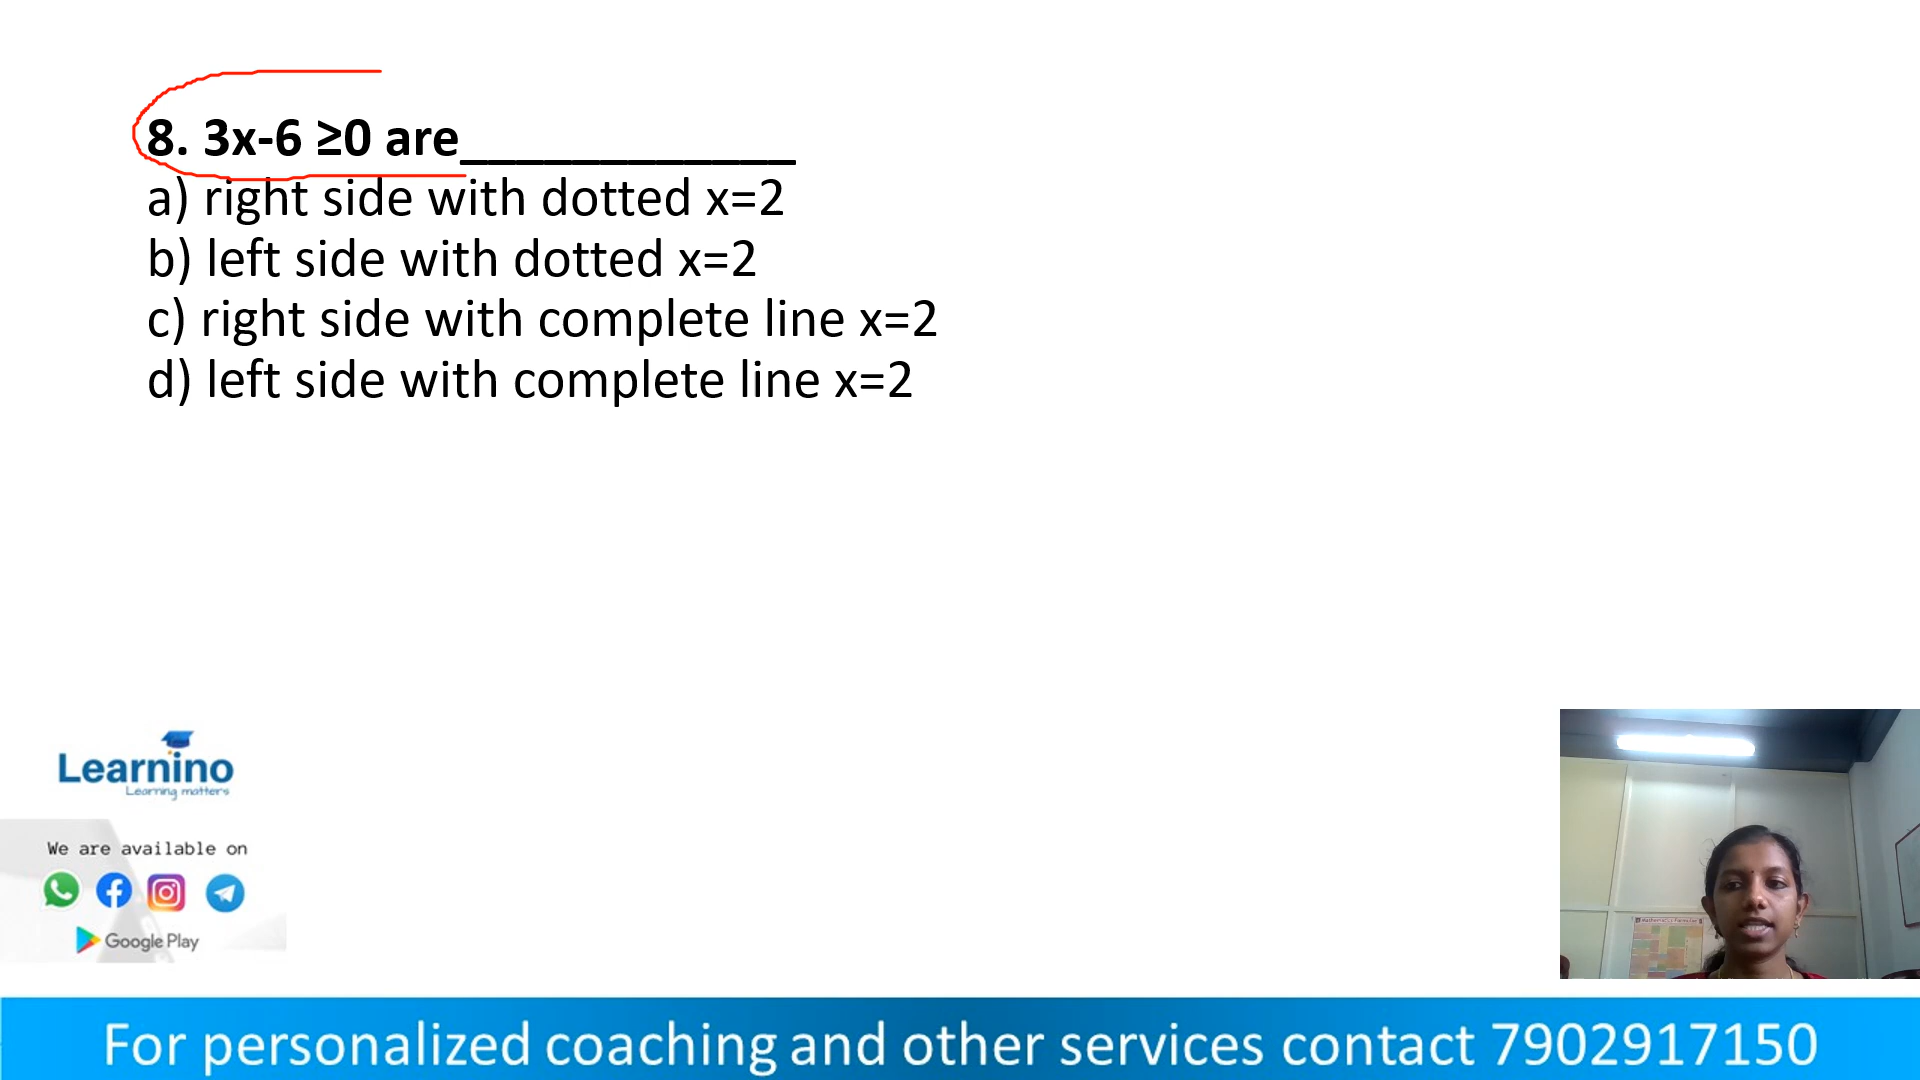 8. 3x-6 ≥0 are____________
a) right side with dotted x=2
b) left side with dotted x=2
c) right side with complete line x=2
d) left side with complete line x=2
Learnino
Learning matters
We are available on
Google Play
For personalized coaching and other services contact 7902917150